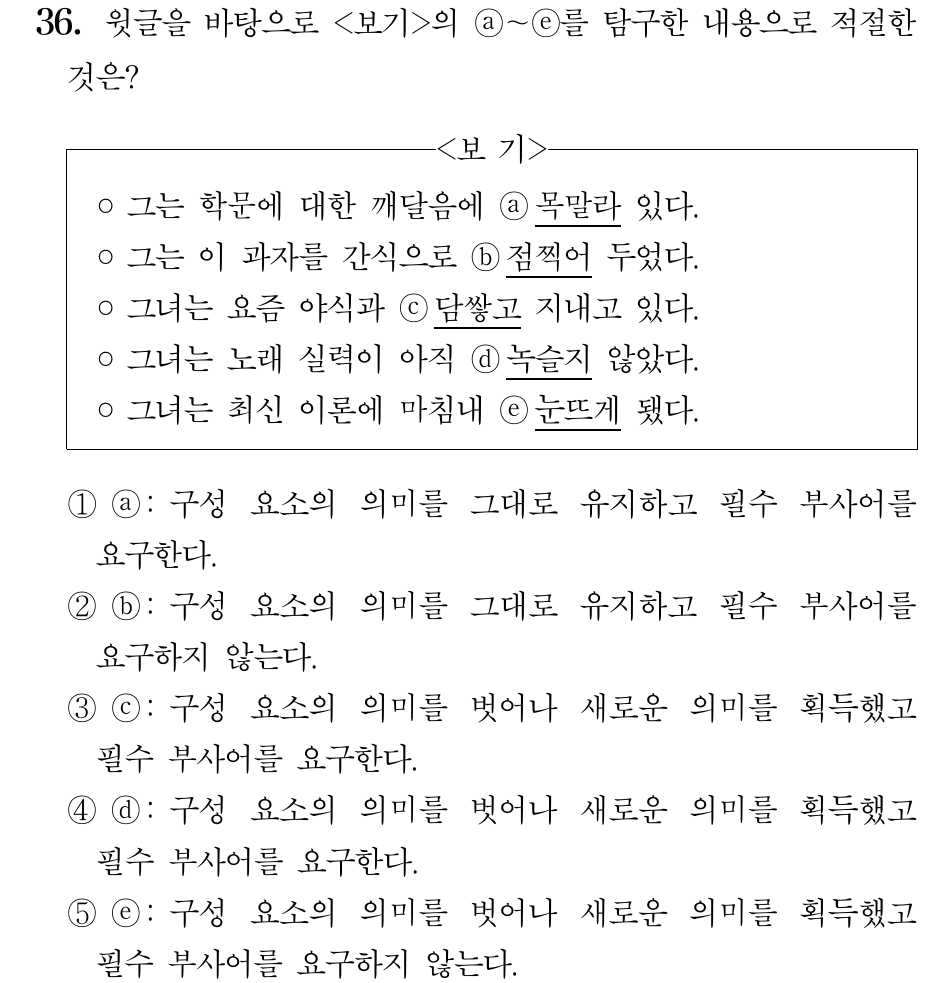 36. 윗글을 바탕으로 <보기>의 ⓐ~ⓔ를 탐구한 내용으로 적절한
것은?
<보 기>
○ 그는 학문에 대한 깨달음에 ⓐ목말라 있다.
○ 그는 이 과자를 간식으로 ⓑ점찍어 두었다.
○ 그녀는 요즘 야식과 ⓒ담쌓고 지내고 있다.
○ 그녀는 노래 실력이 아직 ⓓ녹슬지 않았다.
○ 그녀는 최신 이론에 마침내 ⓔ눈뜨게 됐다.
① ⓐ: 구성 요소의 의미를 그대로 유지하고 필수 부사어를
요구한다.
② ⓑ: 구성 요소의 의미를 그대로 유지하고 필수 부사어를
요구하지 않는다.
③ ⓒ: 구성 요소의 의미를 벗어나 새로운 의미를 획득했고
필수 부사어를 요구한다.
④ ⓓ: 구성 요소의 의미를 벗어나 새로운 의미를 획득했고
필수 부사어를 요구한다.
⑤ ⓔ: 구성 요소의 의미를 벗어나 새로운 의미를 획득했고
필수 부사어를 요구하지 않는다.